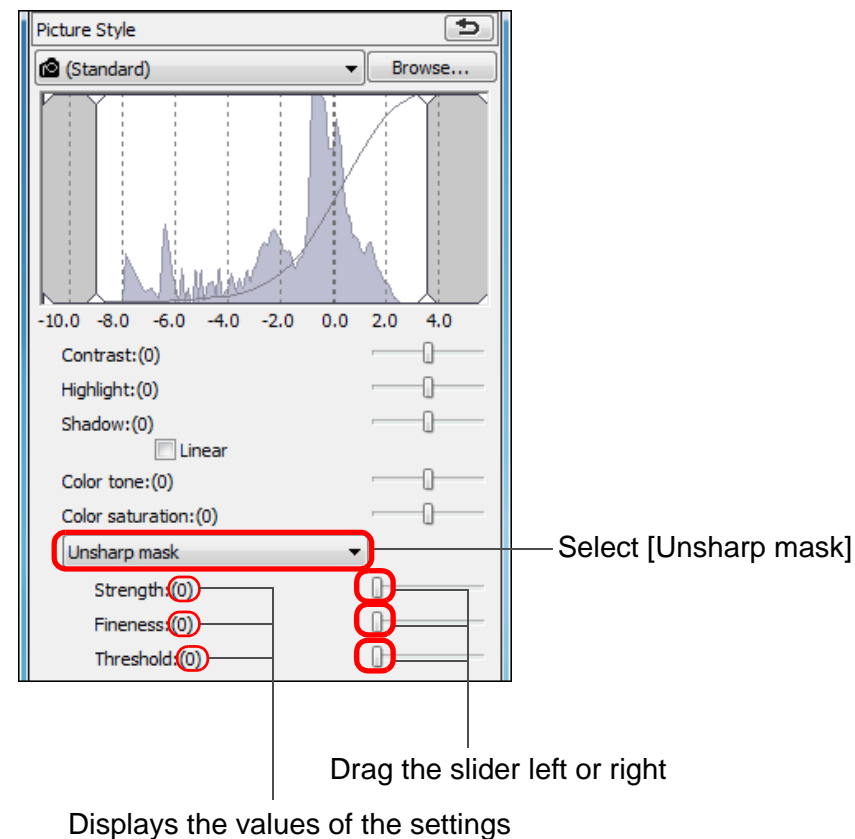 Picture Style
(Standard)
Browse...
-10.0 -8.0 -6.0 -4.0 -2.0 0.0 2.0 4.0
Contrast:(0)
Highlight:(0)
Shadow:(0)
Linear
Color tone:(0)
Color saturation:(0)
Unsharp mask
Select [Unsharp mask]
Strength:(0)
Fineness:(0)
Threshold:(0)
Drag the slider left or right
Displays the values of the settings